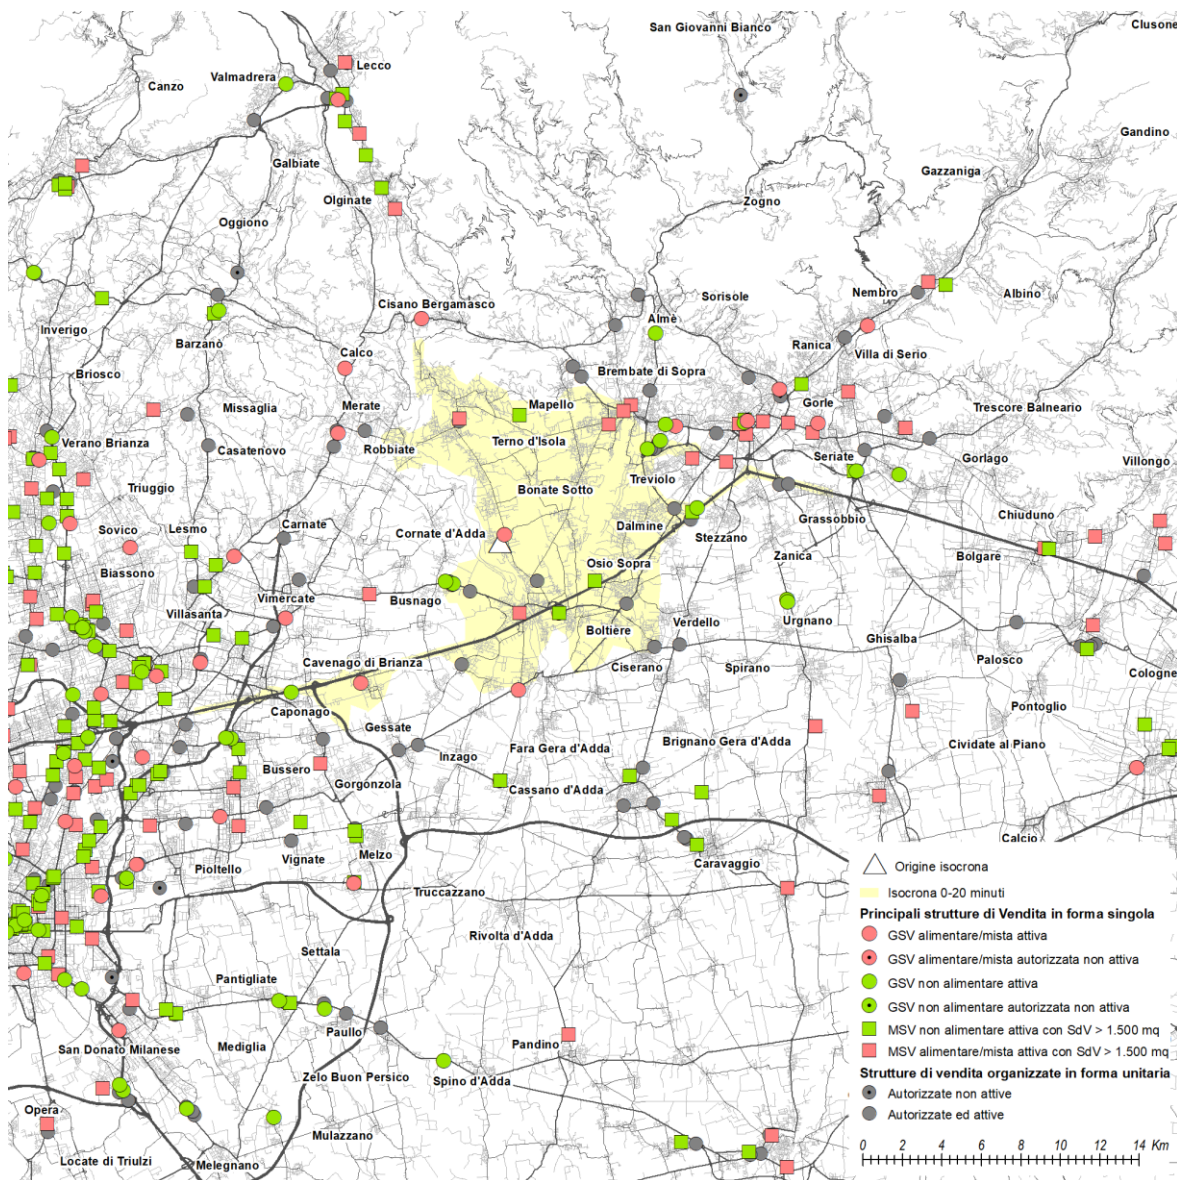 San Giovanni Bianco
Clusone
Lecco
Valmadrera
Canzo
Gandino
Galbiate
Gazzaniga
Olginate
Zogno
Oggiono
Cisano Bergamasco
Sorisole
Nembro
Albino
Almè
Inverigo
Barzanò
Calco
Ranica
Villa di Serio
Briosco
Brembate di Sopra
Missaglia
Merate
Mapello
Gorle
Trescore Balneario
Verano Brianza
Casatenovo
Robbiate
Terno d'Isola
Seriate
Gorlago
Villongo
Triuggio
Bonate Sotto
Treviolo
Sovico
Lesmo
Carnate
Cornate d'Adda
Dalmine
Grassobbio
Chiuduno
Stezzano
Biassono
Osio Sopra
Zanica
Bolgare
Villasanta
Vimercate
Busnago
Boltiere
Verdello
Urgnano
Ghisalba
Cavenago di Brianza
Ciserano
Spirano
Palosco
Cologne
Caponago
Gessate
Pontoglio
Inzago
Fara Gera d'Adda
Brignano Gera d'Adda
Cividate al Piano
Bussero
Gorgonzola
Cassano d'Adda
Calcio
Pioltello
Vignate
Melzo
Caravaggio
Truccazzano
Rivolta d'Adda
Settala
Pantigliate
Paullo
Pandino
San Donato Milanese
Mediglia
Zelo Buon Persico
Spino d'Adda
Opera
Mulazzano
Locate di Triulzi
Melegnano
Origine isocrona
Isocrona 0-20 minuti
Principali strutture di Vendita in forma singola
GSV alimentare/mista attiva
GSV alimentare/mista autorizzata non attiva
GSV non alimentare attiva
GSV non alimentare autorizzata non attiva
MSV non alimentare attiva con SdV > 1.500 mq
MSV alimentare/mista attiva con SdV > 1.500 mq
Strutture di vendita organizzate in forma unitaria
Autorizzate non attive
Autorizzate ed attive
0 2 4 6 8 10 12 14 Km